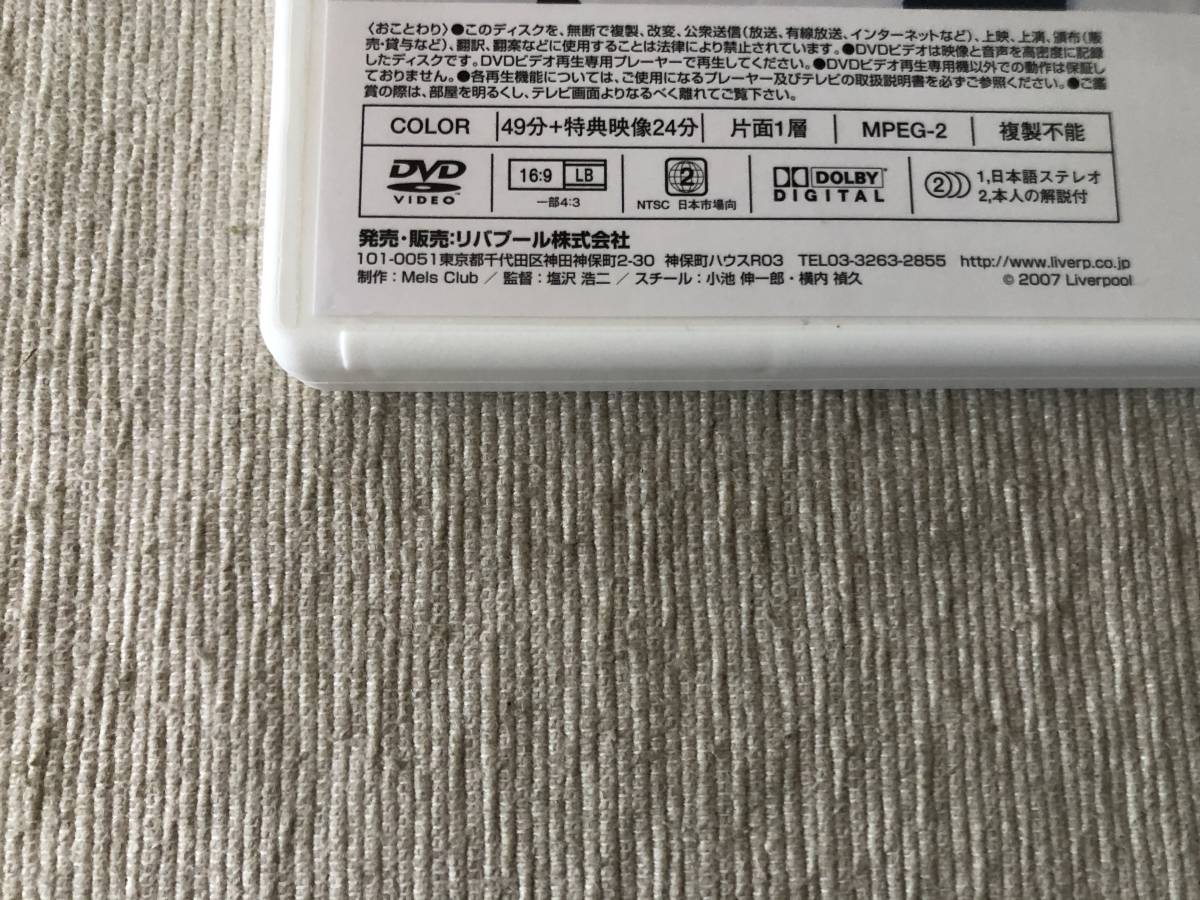 〈おことわり〉●このディスクを、無断で複製、改変、公衆送信(放送、有線放送、インターネットなど)、上映、上演、頒布(販
売・貸与など)、翻訳、翻案などに使用することは法律により禁止されています。●DVDビデオは映像と音声を高密度に記録
したディスクです。DVDビデオ再生専用プレーヤーで再生してください。●DVDビデオ再生専用機以外での動作は保証し
ておりません。●各再生機能については、ご使用になるプレーヤー及びテレビの取扱説明書を必ずご参照ください。●ご鑑
賞の際は、部屋を明るくし、テレビ画面よりなるべく離れてご覧下さい。
COLOR 49分+特典映像24分 片面1層 MPEG-2 複製不能
DVD VIDEO
16:9 LB
一部4:3
2
NTSC 日本市場向
DOLBY DIGITAL
2 1,日本語ステレオ
2,本人の解説付
発売・販売:リバプール株式会社
101-0051東京都千代田区神田神保町2-30 神保町ハウスR03 TEL03-3263-2855 http://www.liverp.co.jp
制作:Mels Club / 監督:塩沢 浩二 / スチール:小池 伸一郎・横内 禎久 © 2007 Liverpool